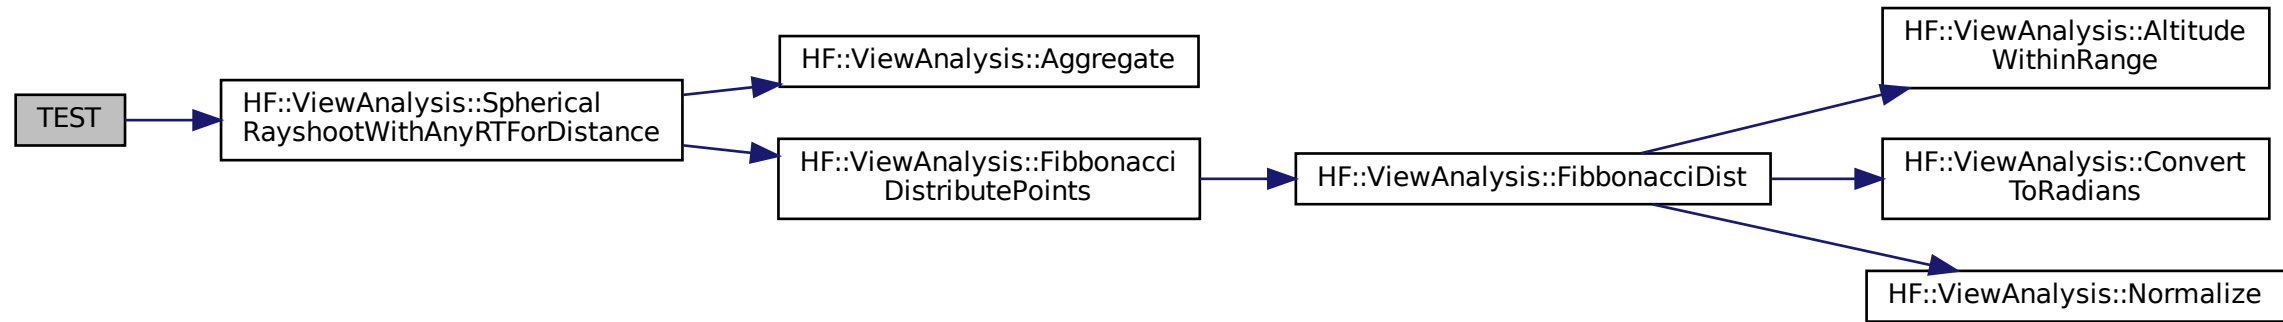 TEST
HF::ViewAnalysis::Spherical
RayshootWithAnyRTForDistance
HF::ViewAnalysis::Aggregate
HF::ViewAnalysis::Fibbonacci
DistributePoints
HF::ViewAnalysis::FibbonacciDist
HF::ViewAnalysis::Altitude
WithinRange
HF::ViewAnalysis::Convert
ToRadians
HF::ViewAnalysis::Normalize